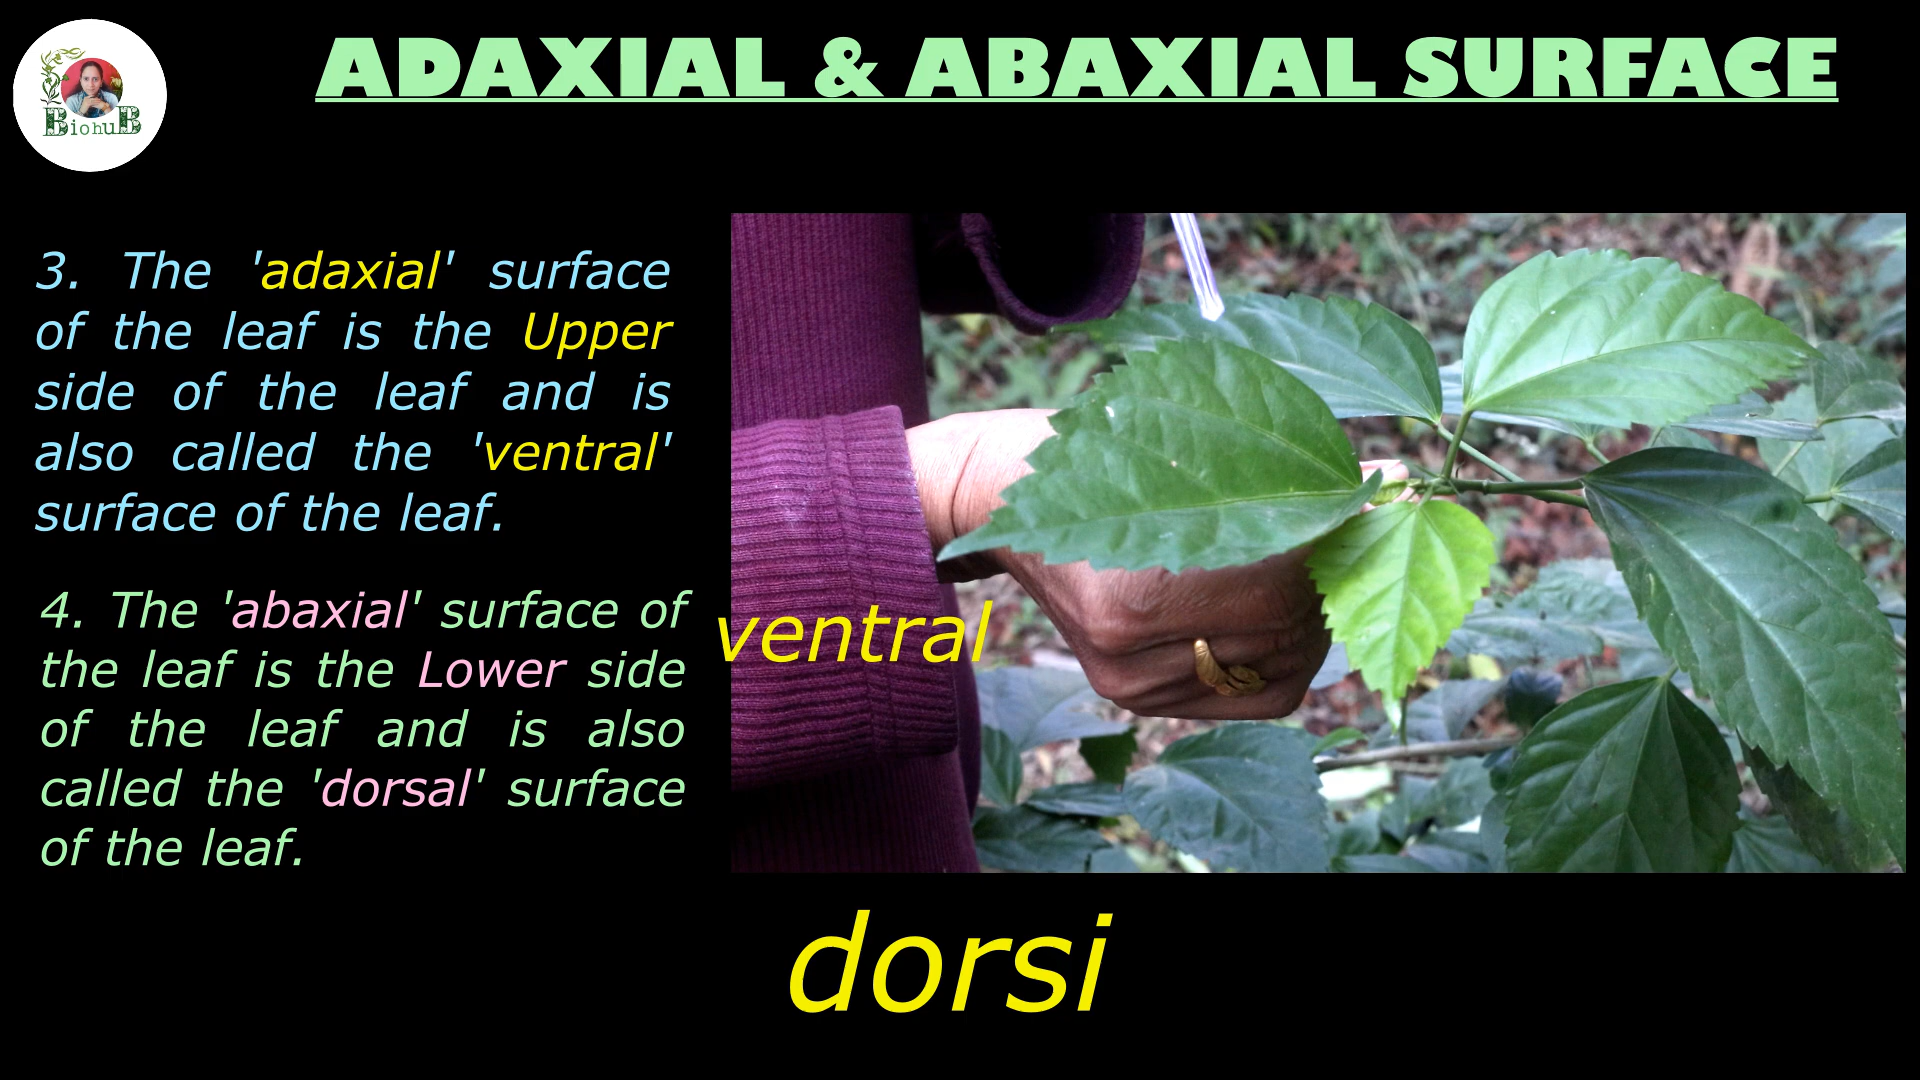 BiohuB
ADAXIAL & ABAXIAL SURFACE
3. The 'adaxial' surface
of the leaf is the Upper
side of the leaf and is
also called the 'ventral'
surface of the leaf.
4. The 'abaxial' surface of
the leaf is the Lower side
of the leaf and is also
called the 'dorsal' surface
of the leaf.
ventral
dorsi